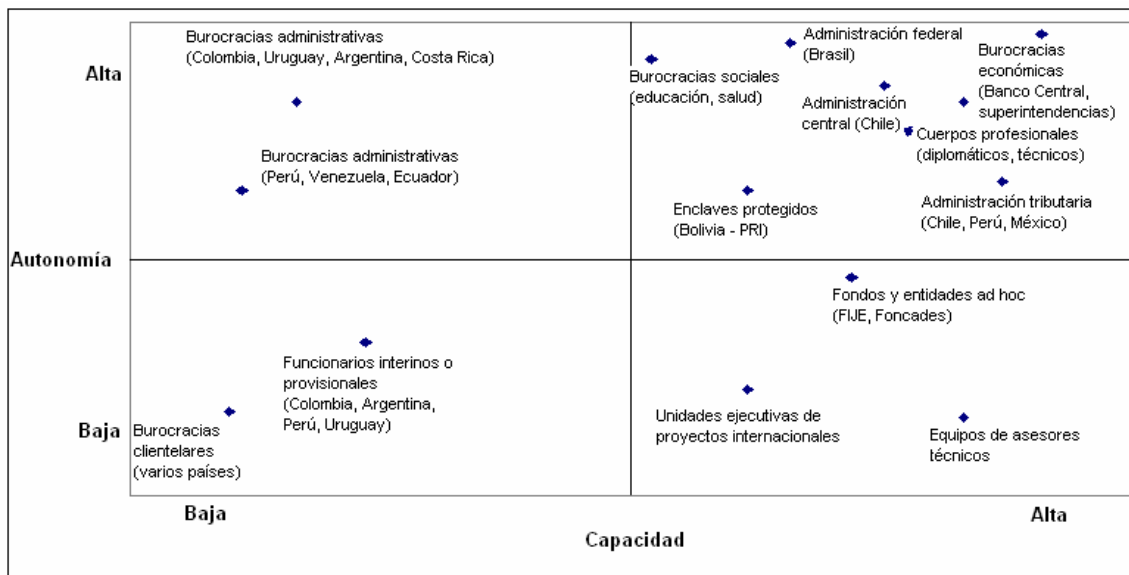 Burocracias administrativas
(Colombia, Uruguay, Argentina, Costa Rica)
Alta
Burocracias administrativas
(Perú, Venezuela, Ecuador)
Burocracias sociales
(educación, salud)
Administración federal
(Brasil)
Administración
central (Chile)
Burocracias
económicas
(Banco Central,
superintendencias)
Cuerpos profesionales
(diplomáticos, técnicos)
Enclaves protegidos
(Bolivia - PRI)
Administración tributaria
(Chile, Perú, México)
Autonomía
Fondos y entidades ad hoc
(FIJE, Foncades)
Funcionarios interinos o
provisionales
(Colombia, Argentina,
Perú, Uruguay)
Baja
Burocracias
clientelares
(varios países)
Unidades ejecutivas de
proyectos internacionales
Equipos de asesores
técnicos
Baja
Alta
Capacidad